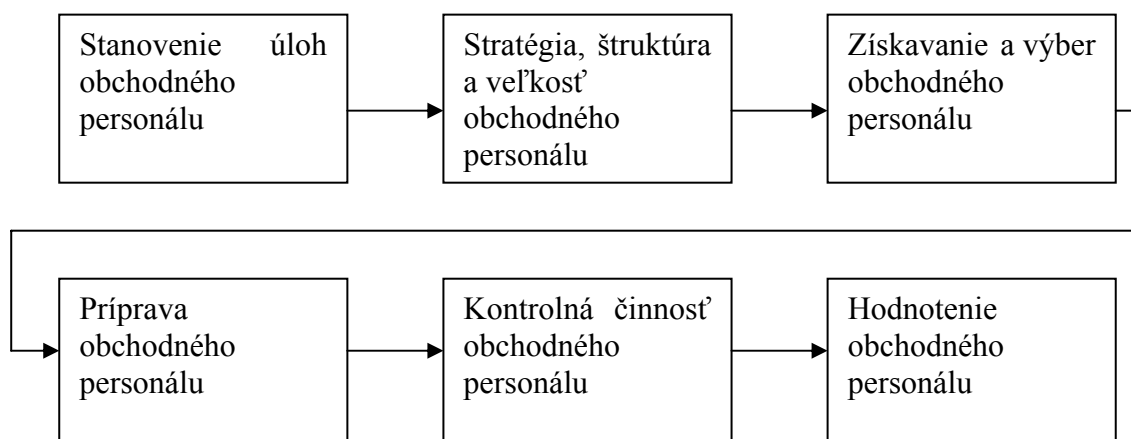 Stanovenie úloh
obchodného
personálu
Stratégia, štruktúra
a veľkosť
obchodného
personálu
Získavanie a výber
obchodného
personálu
Príprava
obchodného
personálu
Kontrolná činnosť
obchodného
personálu
Hodnotenie
obchodného
personálu